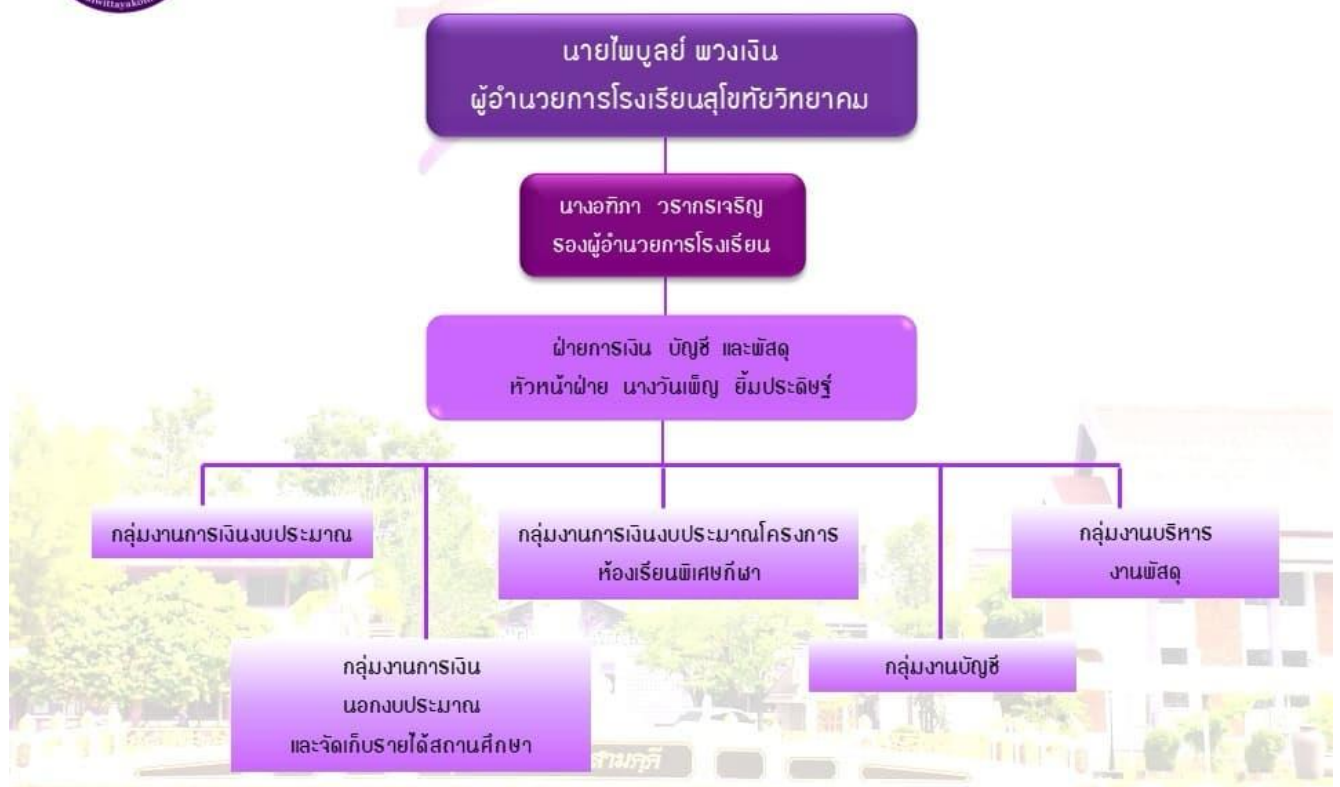 นายไพบูลย์ พวงเงิน
ผู้อำนวยการโรงเรียนสุโขทัยวิทยาคม
นางอทิภา วรากรเจริญ
รองผู้อำนวยการโรงเรียน
ฝ่ายการเงิน บัญชี และพัสดุ
หัวหน้าฝ่าย นางวันเพ็ญ ยิ้มประดิษฐ์
กลุ่มงานการเงินงบประมาณ
กลุ่มงานการเงินงบประมาณโครงการ
ห้องเรียนพิเศษกีฬา
กลุ่มงานบริหาร
งานพัสดุ
กลุ่มงานการเงิน
นอกงบประมาณ
และจัดเก็บรายได้สถานศึกษา
กลุ่มงานบัญชี